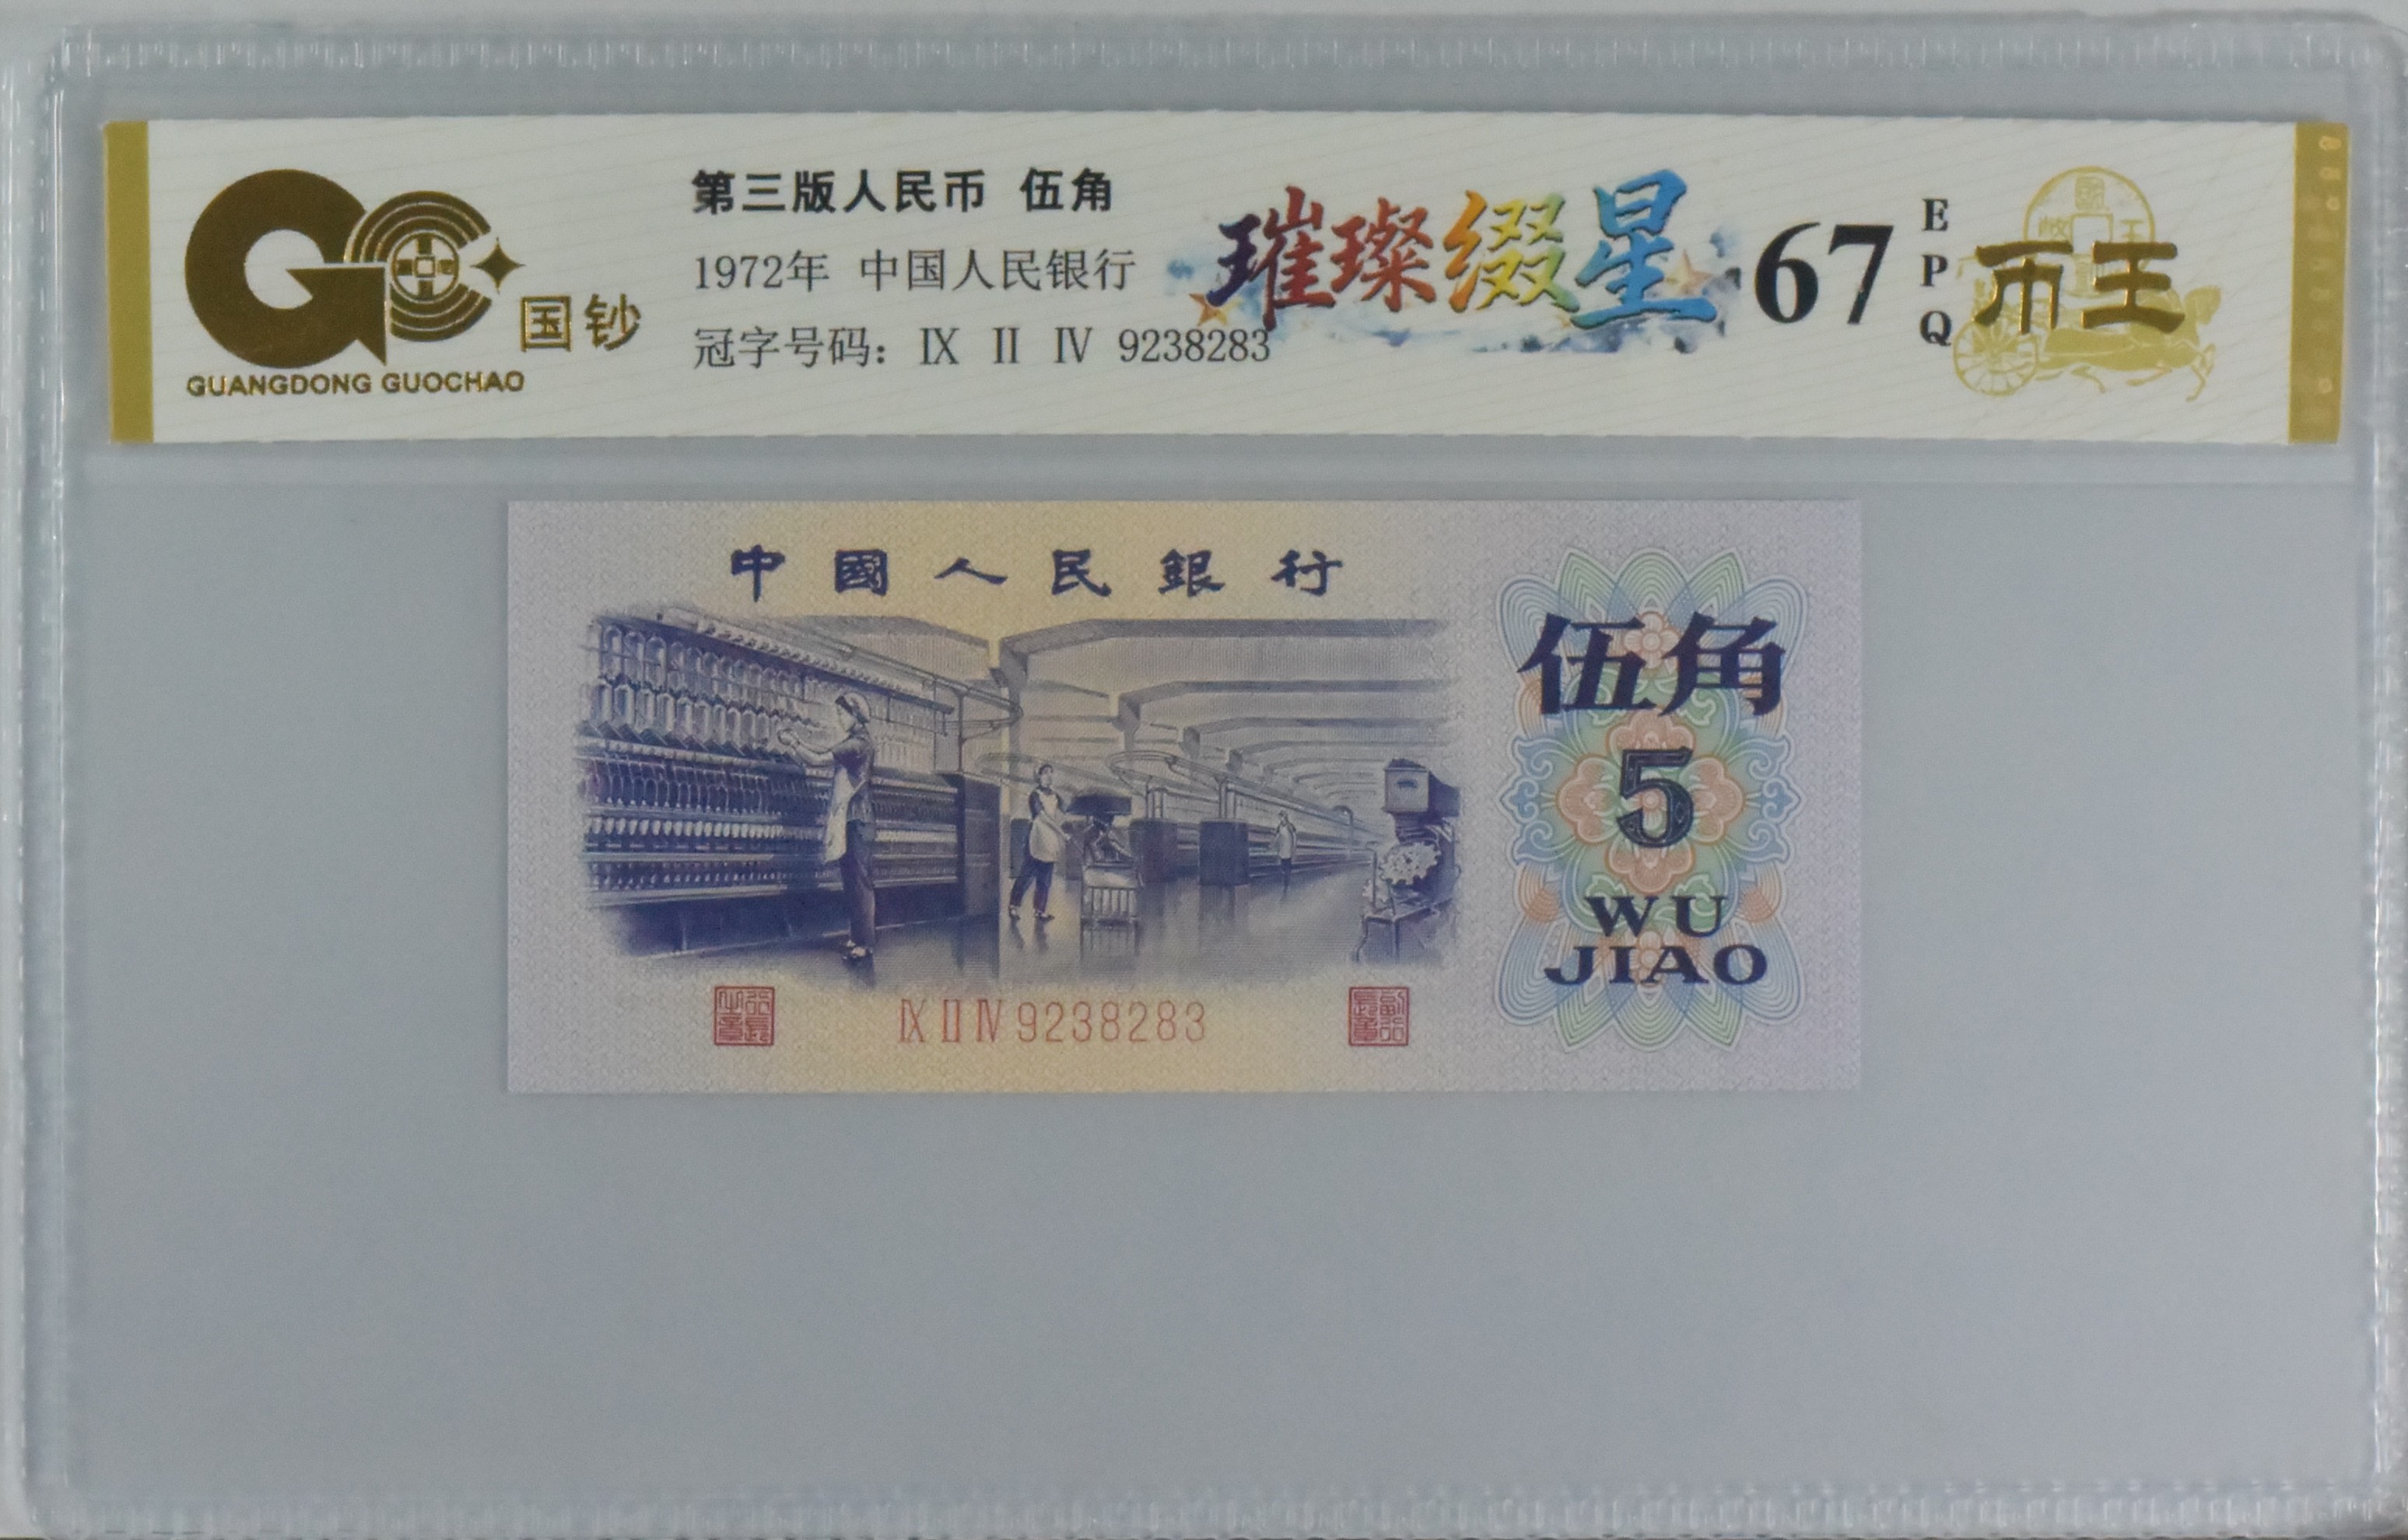 国钞
GUANGDONG GUOCHAO
第三版人民币 伍角
1972年 中国人民银行
冠字号码：Ⅸ Ⅱ Ⅳ 9238283
璀璨缀星
67
EPQ
币王
中國人民銀行
伍角
5
WU
JIAO
Ⅸ Ⅱ Ⅳ 9238283